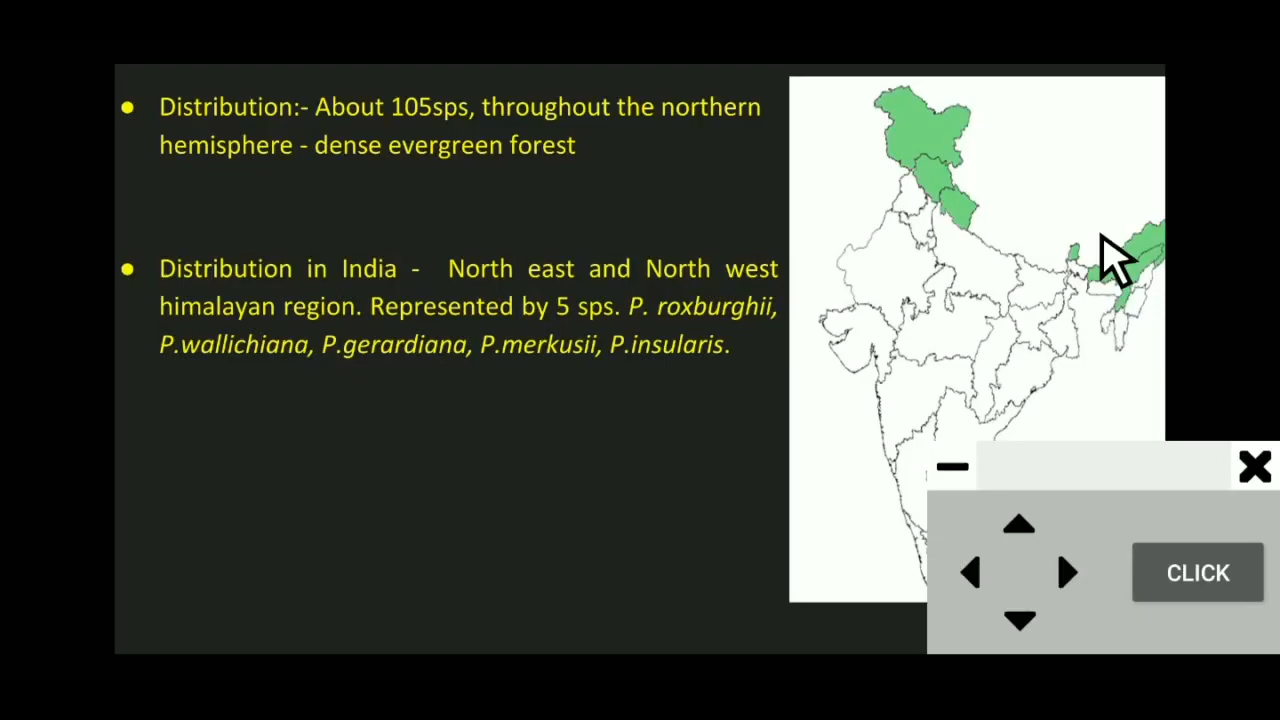 Distribution:- About 105sps, throughout the northern
hemisphere - dense evergreen forest
Distribution in India - North east and North west
himalayan region. Represented by 5 sps. P. roxburghii,
P.wallichiana, P.gerardiana, P.merkusii, P.insularis.
CLICK